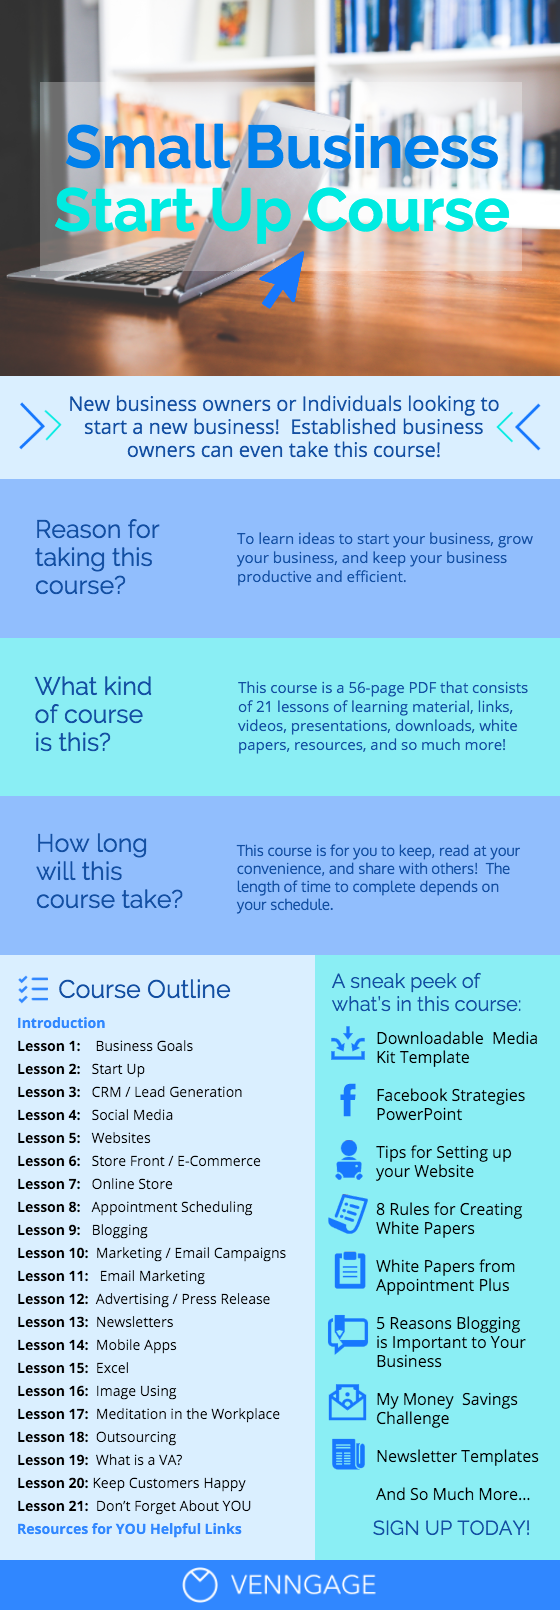 Small Business
Start Up Course
New business owners or Individuals looking to
start a new business! Established business
owners can even take this course!
Reason for
taking this
course?
To learn ideas to start your business, grow
your business, and keep your business
productive and efficient.
What kind
of course
is this?
This course is a 56-page PDF that consists
of 21 lessons of learning material, links,
videos, presentations, downloads, white
papers, resources, and so much more!
How long
will this
course take?
This course is for you to keep, read at your
convenience, and share with others! The
length of time to complete depends on
your schedule.
Course Outline
Introduction
Lesson 1: Business Goals
Lesson 2: Start Up
Lesson 3: CRM / Lead Generation
Lesson 4: Social Media
Lesson 5: Websites
Lesson 6: Store Front / E-Commerce
Lesson 7: Online Store
Lesson 8: Appointment Scheduling
Lesson 9: Blogging
Lesson 10: Marketing / Email Campaigns
Lesson 11: Email Marketing
Lesson 12: Advertising / Press Release
Lesson 13: Newsletters
Lesson 14: Mobile Apps
Lesson 15: Excel
Lesson 16: Image Using
Lesson 17: Meditation in the Workplace
Lesson 18: Outsourcing
Lesson 19: What is a VA?
Lesson 20: Keep Customers Happy
Lesson 21: Don't Forget About YOU
Resources for YOU Helpful Links
A sneak peek of
what's in this course:
Downloadable Media
Kit Template
Facebook Strategies
PowerPoint
Tips for Setting up
your Website
8 Rules for Creating
White Papers
White Papers from
Appointment Plus
5 Reasons Blogging
is Important to Your
Business
My Money Savings
Challenge
Newsletter Templates
And So Much More...
SIGN UP TODAY!
VENNGAGE